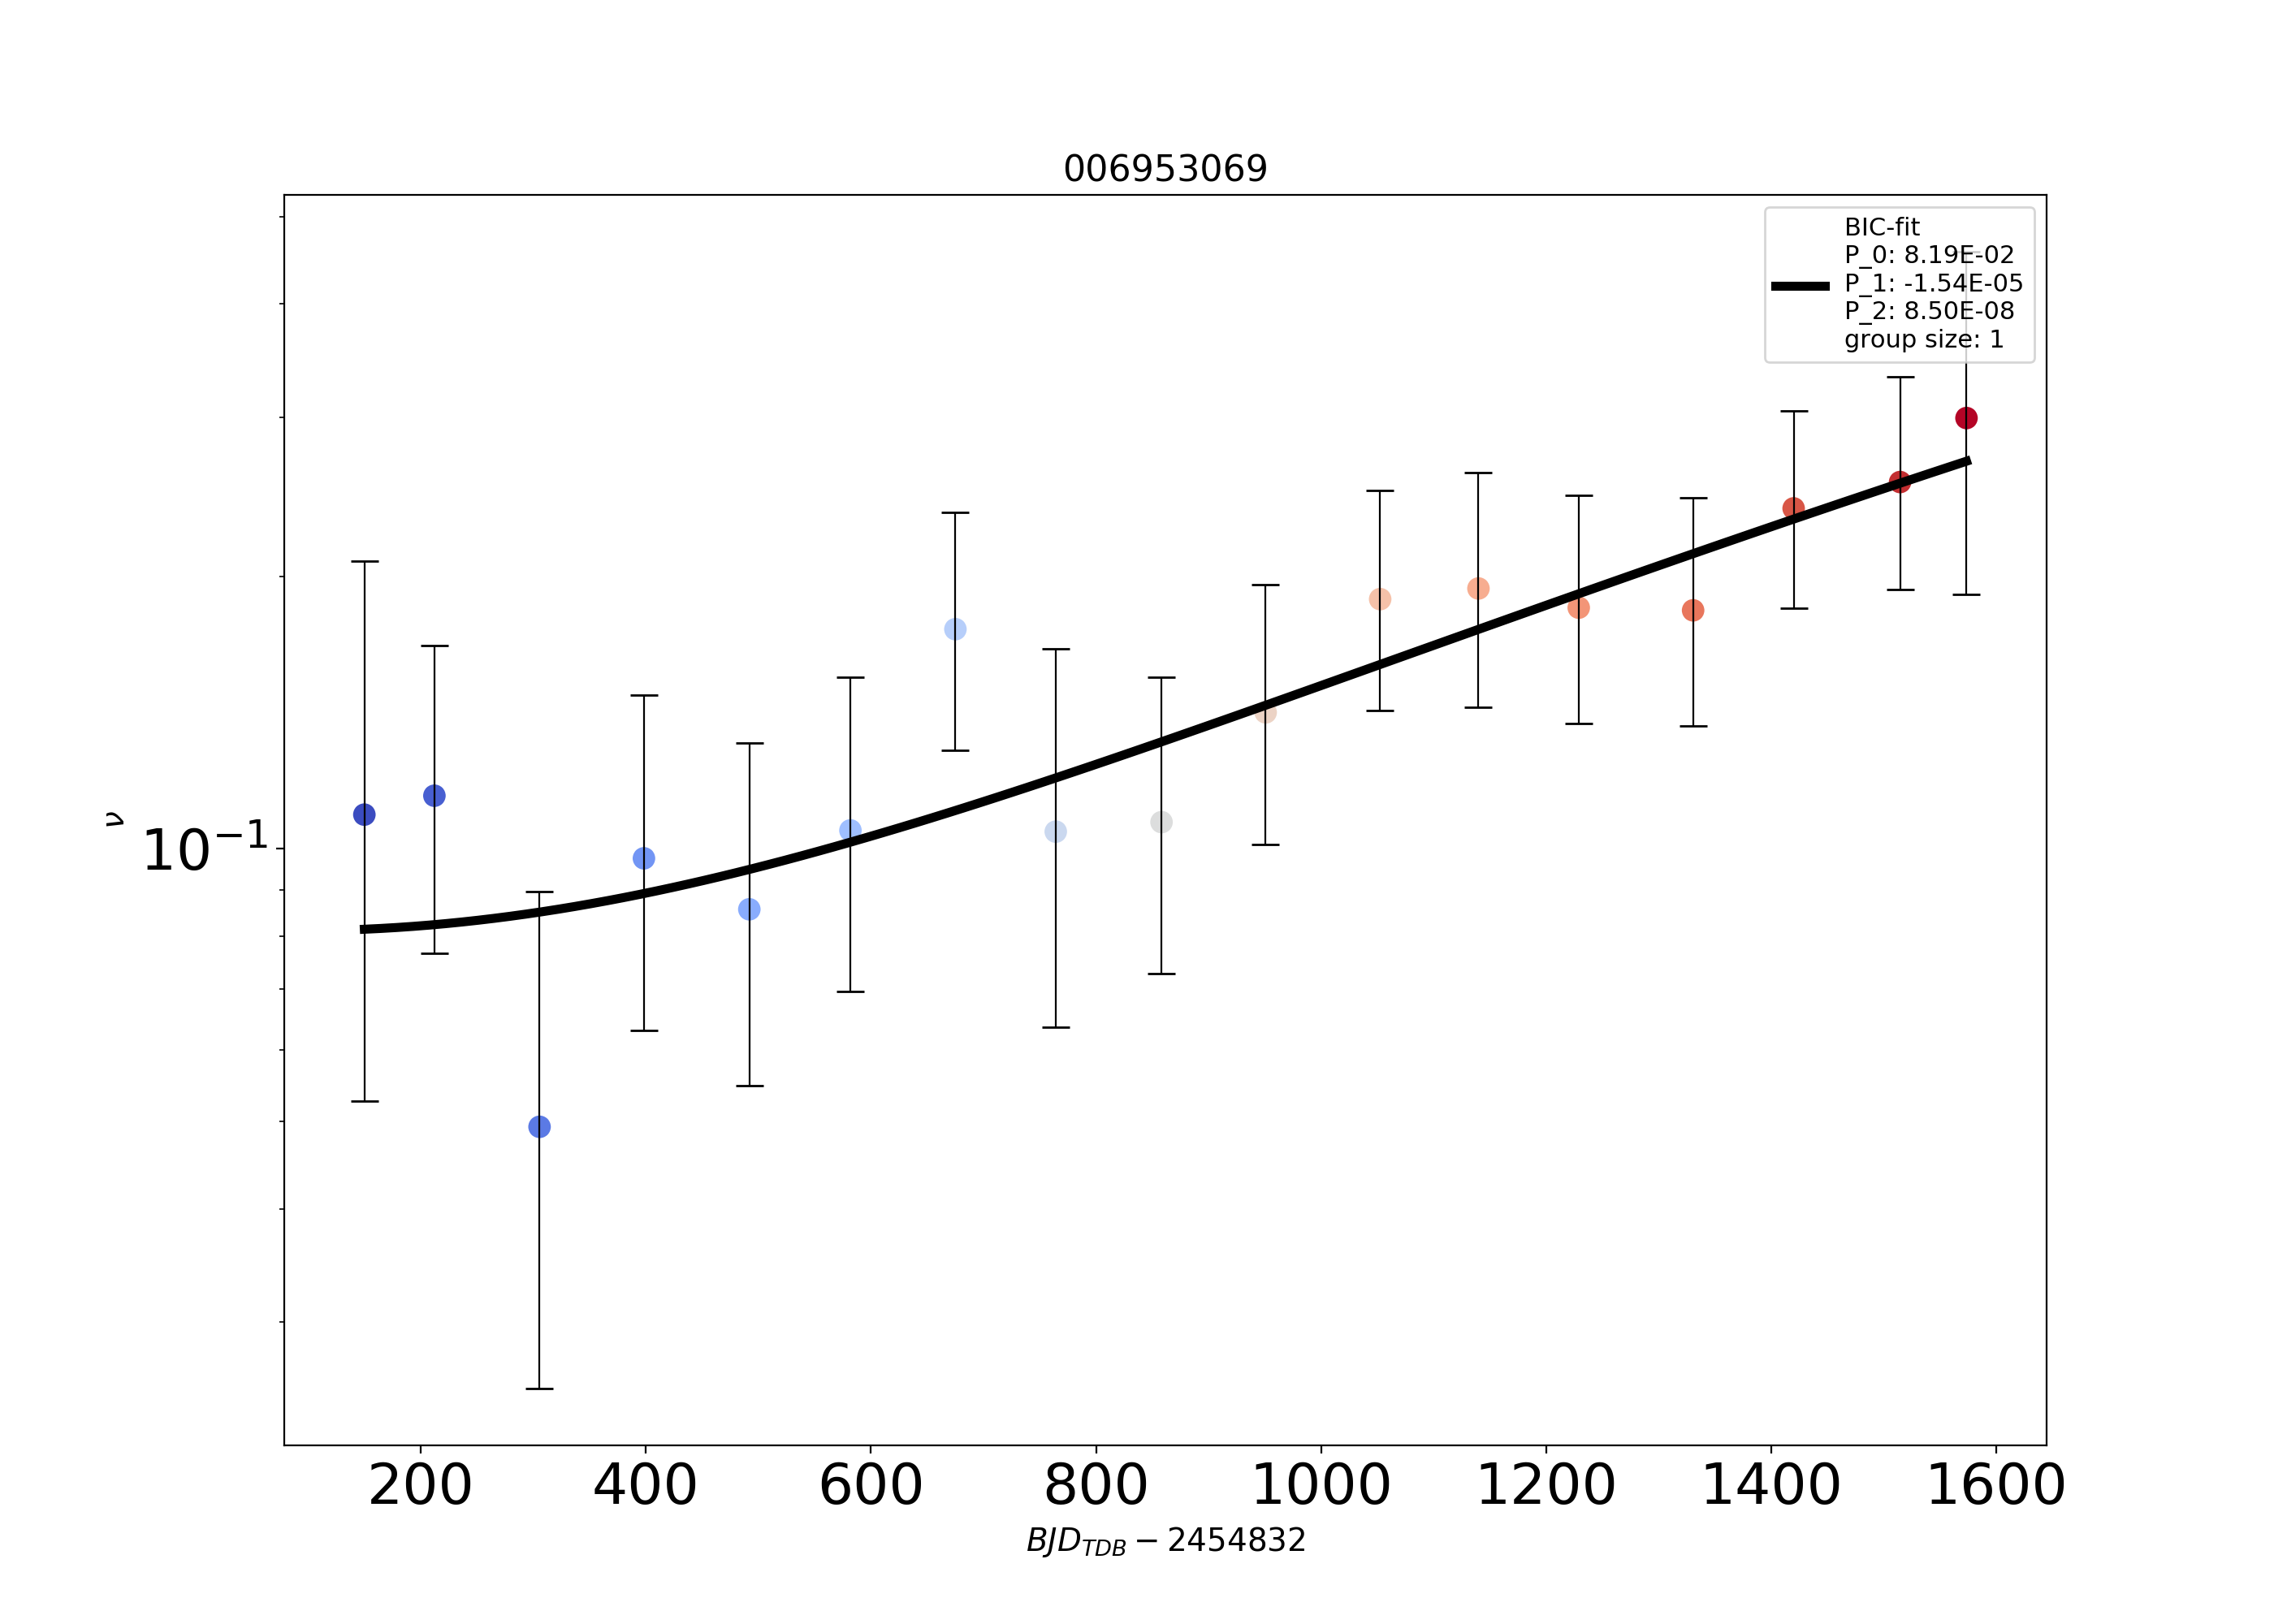 006953069
BIC-fit
P_0: 8.19E-02
P_1: -1.54E-05
P_2: 8.50E-08
group size: 1
ν
10⁻¹
200 400 600 800 1000 1200 1400 1600
BJD_TDB − 2454832